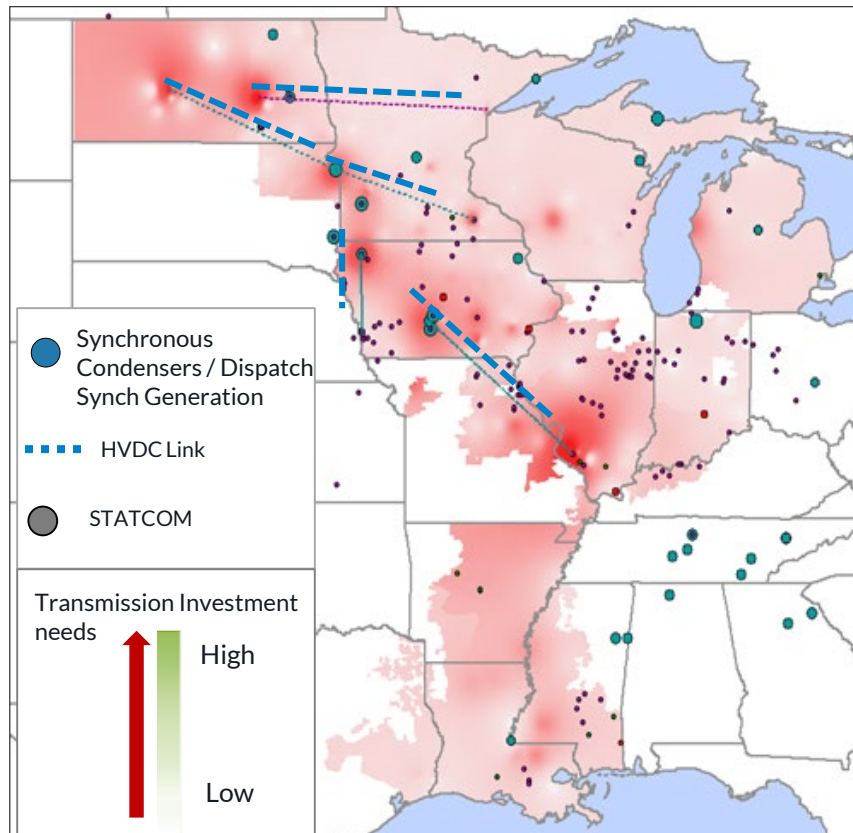 Synchronous
Condensers / Dispatch
Synch Generation
HVDC Link
STATCOM
Transmission Investment
needs
High
Low